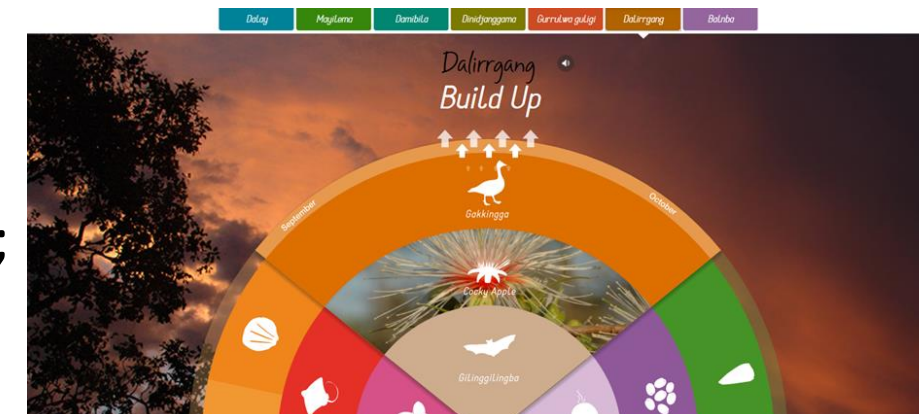 Dalay Mayilema Damibila Dinidjanggama Gurrulwa guligi Dalirrgang Balnba
Dalirrgang
Build Up
September
October
Gakkingga
Cocky Apple
Gilinggilingba